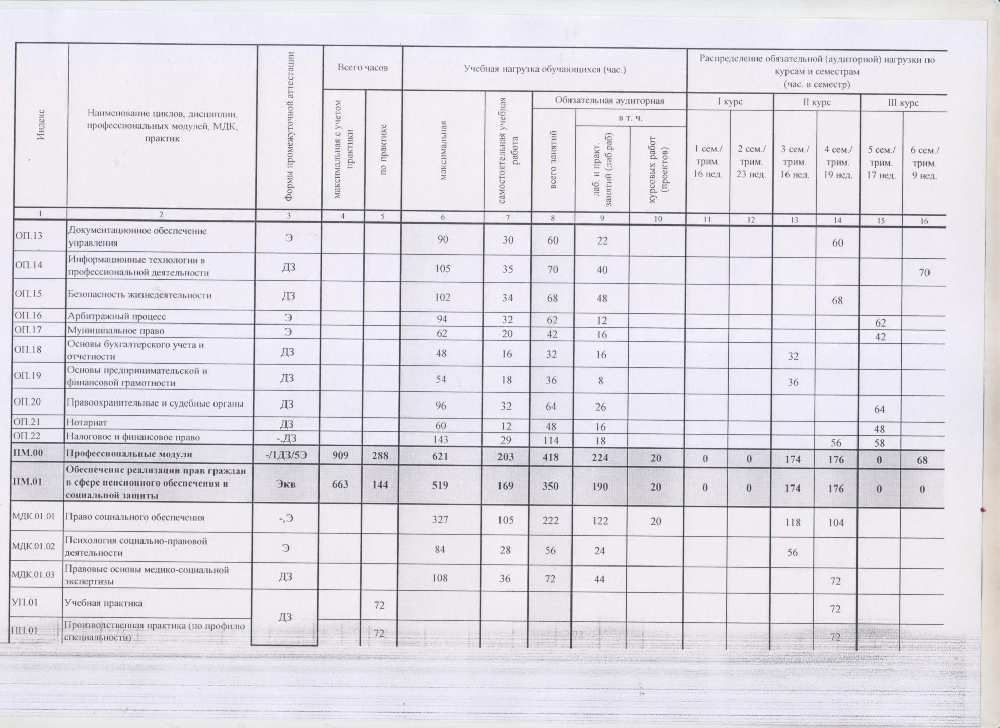 Индекс
Наименование циклов, дисциплин,
профессиональных модулей, МДК,
практик
Формы промежуточной аттестации
Всего часов
максимальная с учетом
практики
по практике
Учебная нагрузка обучающихся (час.)
максимальная
самостоятельная учебная
работа
Обязательная аудиторная
всего занятий
в т. ч.
лаб. и практ.
занятий (лаб.раб)
курсовых работ
(проектов)
Распределение обязательной (аудиторной) нагрузки по
курсам и семестрам
(час. в семестр)
I курс
II курс
III курс
1 сем./
трим.
16 нед.
2 сем./
трим.
23 нед.
3 сем./
трим.
16 нед.
4 сем./
трим.
19 нед.
5 сем./
трим.
17 нед.
6 сем./
трим.
9 нед.
1 2 3 4 5 6 7 8 9 10 11 12 13 14 15 16
ОП.13 Документационное обеспечение
управления Э 90 30 60 22 60
ОП.14 Информационные технологии в
профессиональной деятельности ДЗ 105 35 70 40 70
ОП.15 Безопасность жизнедеятельности ДЗ 102 34 68 48 68
ОП.16 Арбитражный процесс Э 94 32 62 12 62
ОП.17 Муниципальное право Э 62 20 42 16 42
ОП.18 Основы бухгалтерского учета и
отчетности ДЗ 48 16 32 16 32
ОП.19 Основы предпринимательской и
финансовой грамотности ДЗ 54 18 36 8 36
ОП.20 Правоохранительные и судебные органы ДЗ 96 32 64 26 64
ОП.21 Нотариат ДЗ 60 12 48 16 48
ОП.22 Налоговое и финансовое право -,ДЗ 143 29 114 18 56 58
ПМ.00 Профессиональные модули -/1ДЗ/5Э 909 288 621 203 418 224 20 0 0 174 176 0 68
Обеспечение реализации прав граждан
ПМ.01 в сфере пенсионного обеспечения и Экв 663 144 519 169 350 190 20 0 0 174 176 0 0
социальной защиты
МДК.01.01 Право социального обеспечения -,Э 327 105 222 122 20 118 104
МДК.01.02 Психология социально-правовой
деятельности Э 84 28 56 24 56
МДК.01.03 Правовые основы медико-социальной
экспертизы ДЗ 108 36 72 44 72
УП.01 Учебная практика ДЗ 72 72
ПП.01 Производственная практика (по профилю
специальности) 72 72